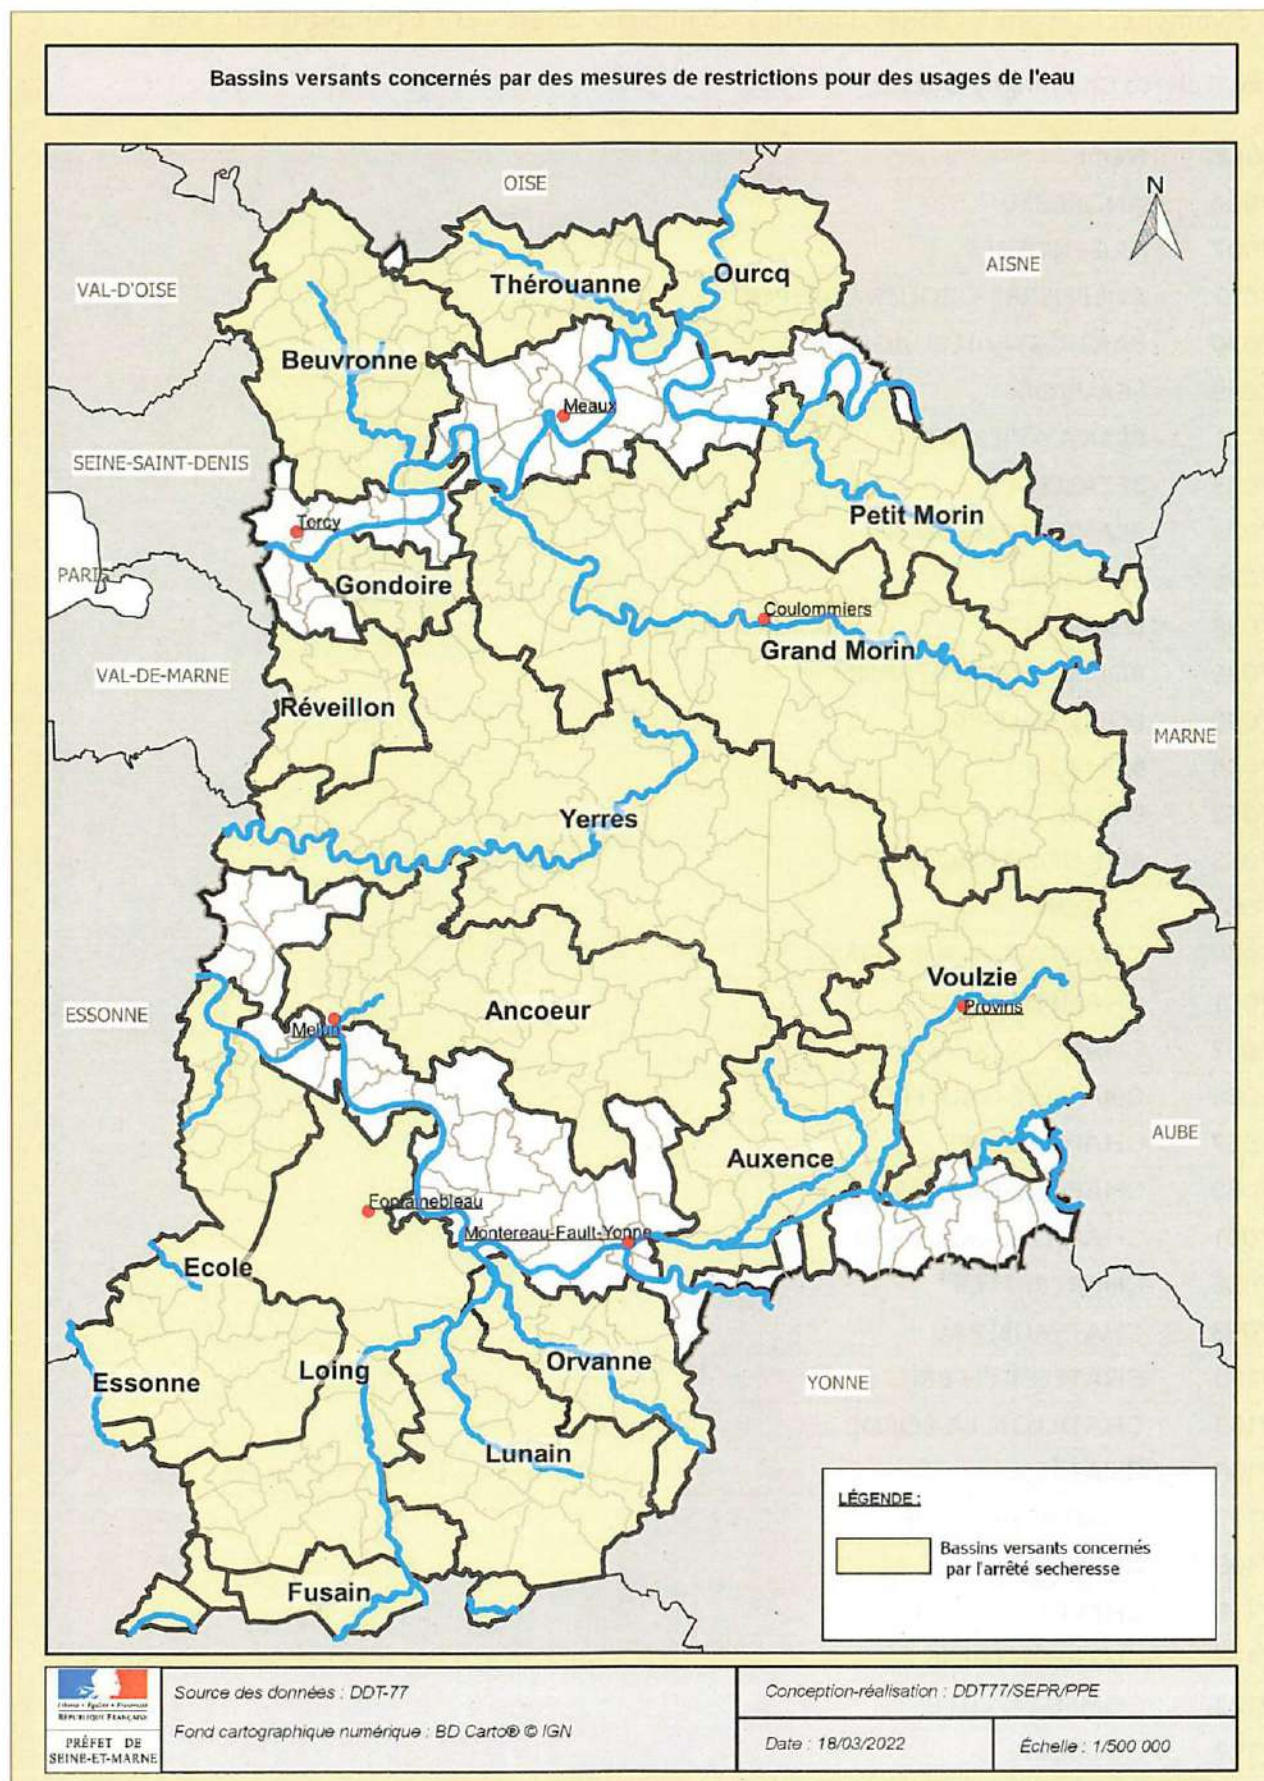 Bassins versants concernés par des mesures de restrictions pour des usages de l'eau
OISE
N
AISNE
VAL-D'OISE
Thérouanne
Ourcq
Beuvronne
Meaux
SEINE-SAINT-DENIS
Torcy
Petit Morin
PARIS
Gondoire
Coulommiers
Grand Morin
VAL-DE-MARNE
Réveillon
MARNE
Yerres
Voulzie
Provins
ESSONNE
Ancoeur
Melun
AUBE
Auxence
Fontainebleau
Montereau-Fault-Yonne
Ecole
Orvanne
Loing
Essonne
YONNE
Lunain
Fusain
LÉGENDE :
Bassins versants concernés
par l'arrêté secheresse
Liberté • Égalité • Fraternité
RÉPUBLIQUE FRANÇAISE
PRÉFET DE
SEINE-ET-MARNE
Source des données : DDT-77
Fond cartographique numérique : BD Carto® © IGN
Conception-réalisation : DDT77/SEPR/PPE
Date : 18/03/2022
Échelle : 1/500 000